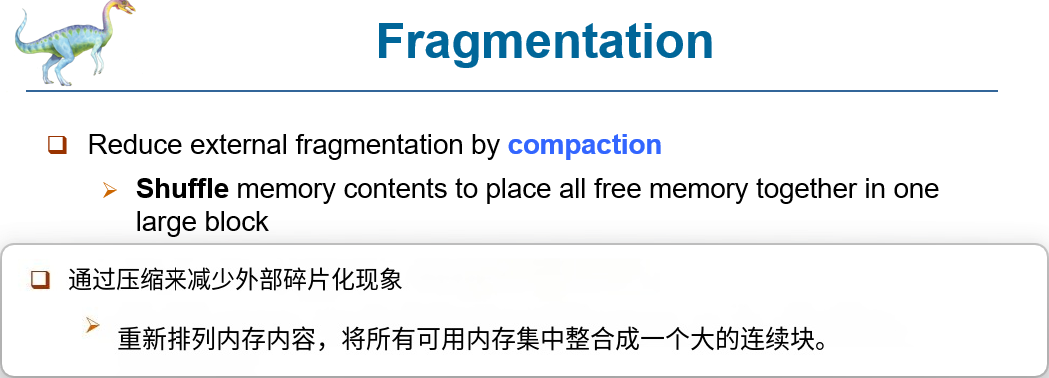 Fragmentation
Reduce external fragmentation by compaction
Shuffle memory contents to place all free memory together in one
large block
通过压缩来减少外部碎片化现象
重新排列内存内容，将所有可用内存集中整合成一个大的连续块。